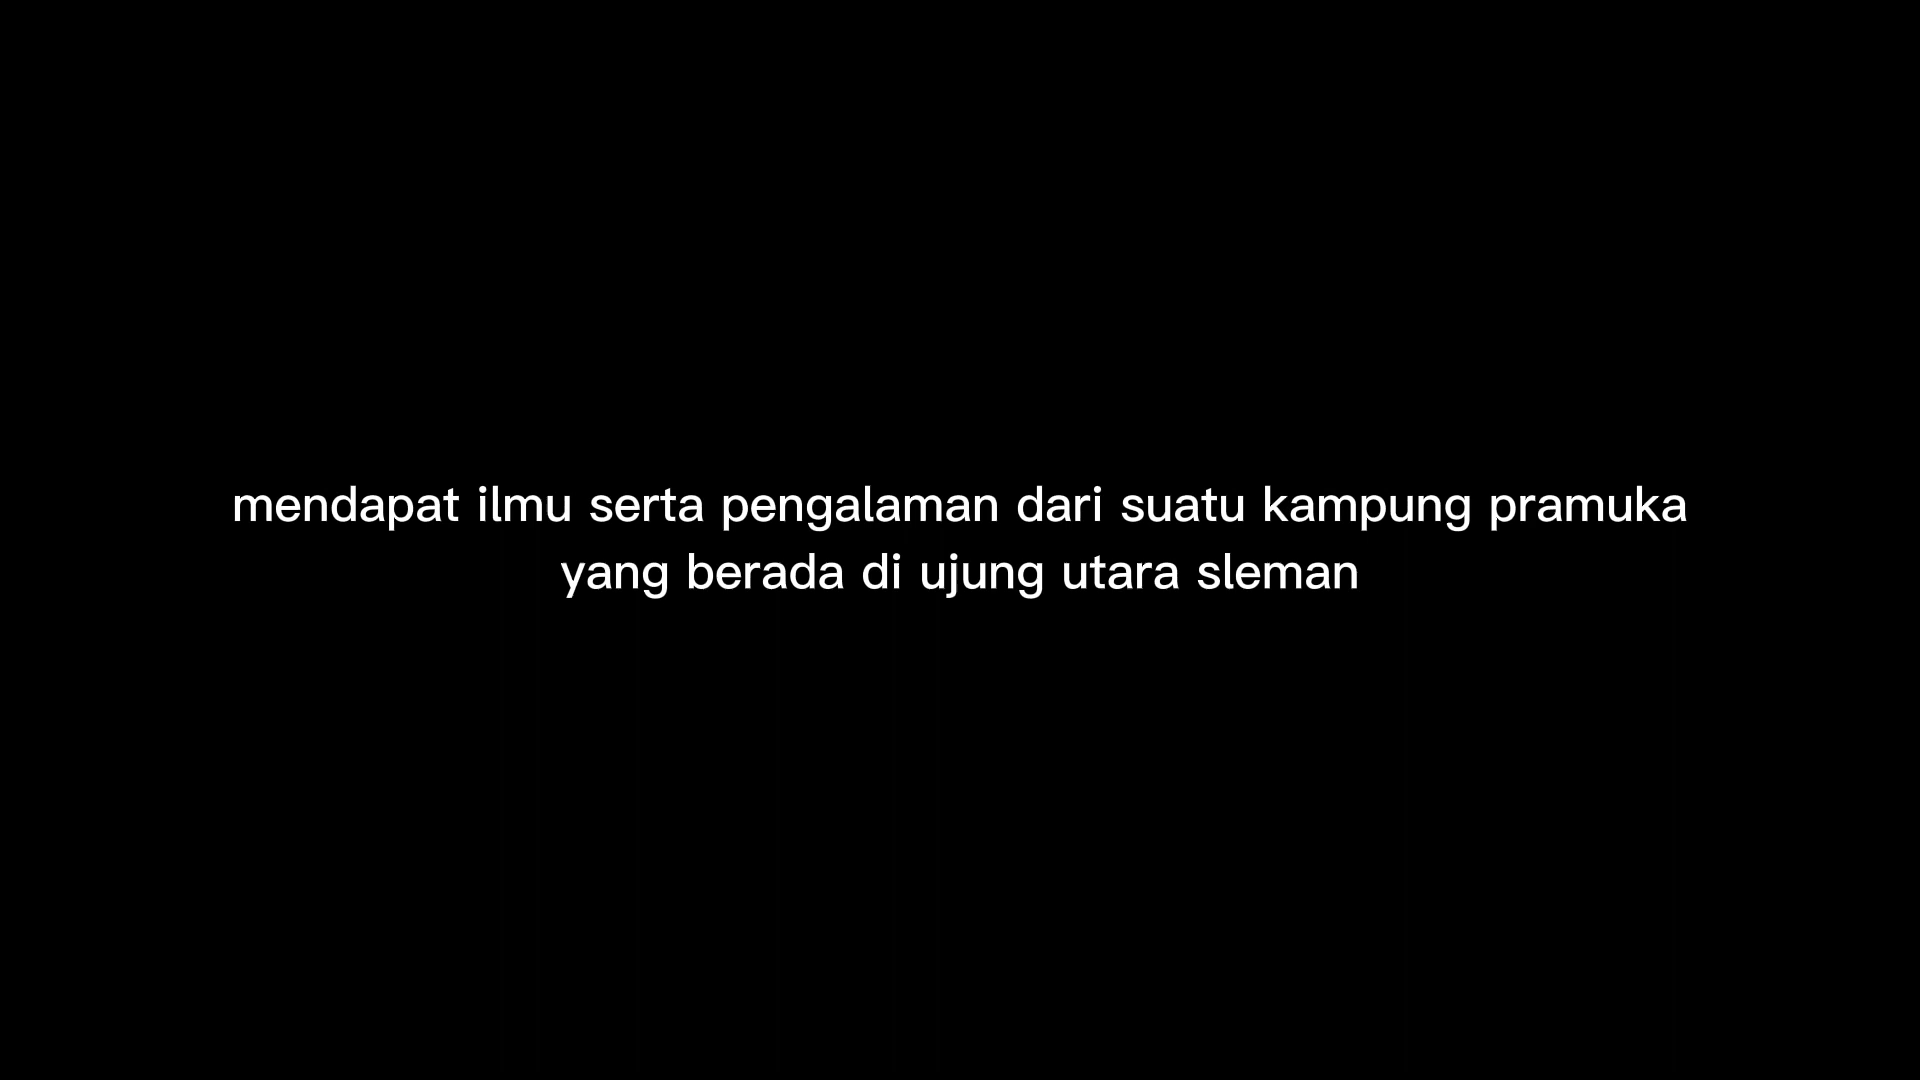 mendapat ilmu serta pengalaman dari suatu kampung pramuka
yang berada di ujung utara sleman